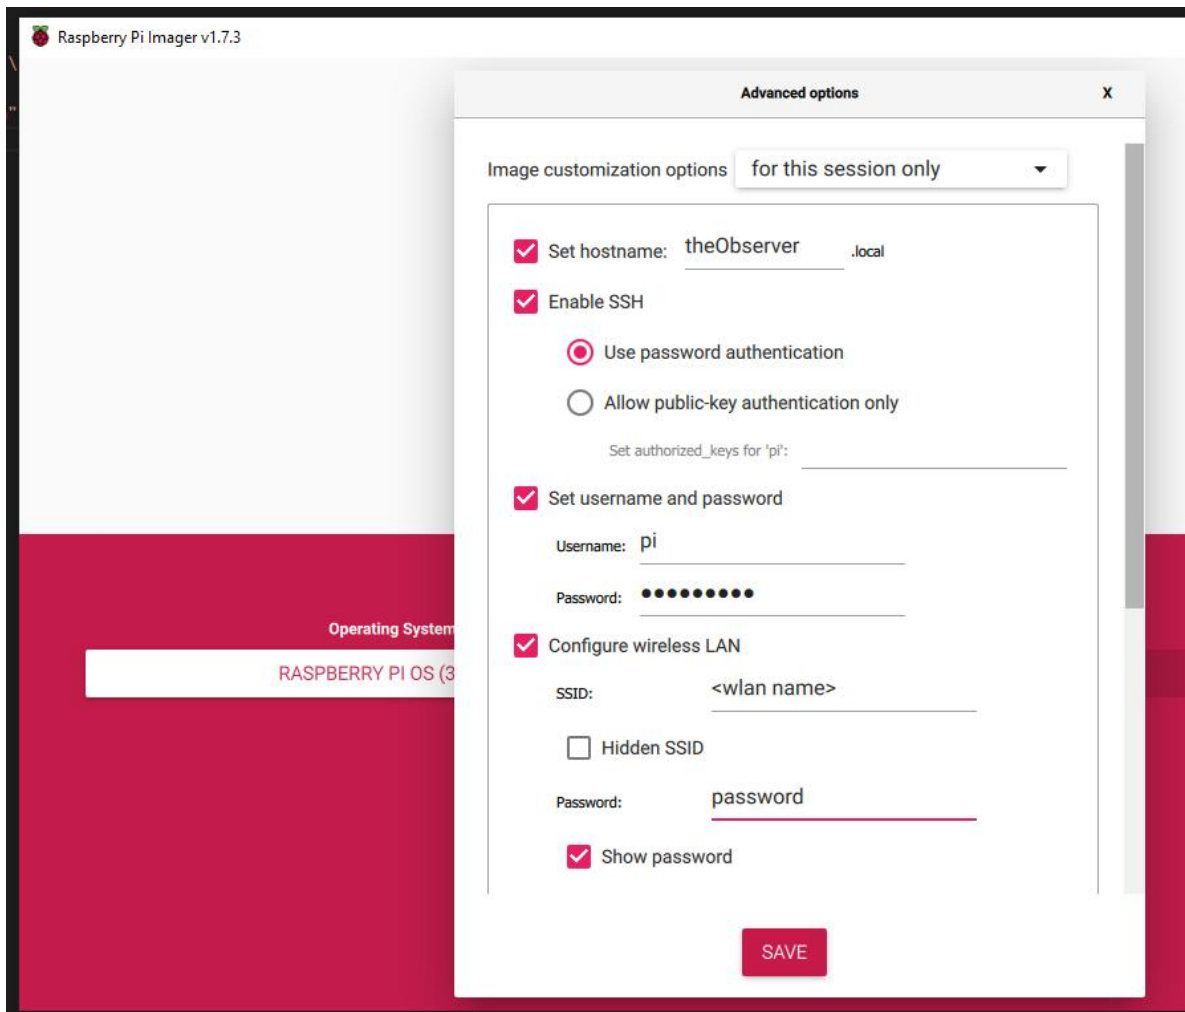 Raspberry Pi Imager v1.7.3
Advanced options X
Image customization options for this session only
Set hostname: theObserver .local
Enable SSH
Use password authentication
Allow public-key authentication only
Set authorized_keys for 'pi':
Set username and password
Username: pi
Password: •••••••••
Operating System
Configure wireless LAN
RASPBERRY PI OS (3
SSID: <wlan name>
Hidden SSID
Password: password
Show password
SAVE